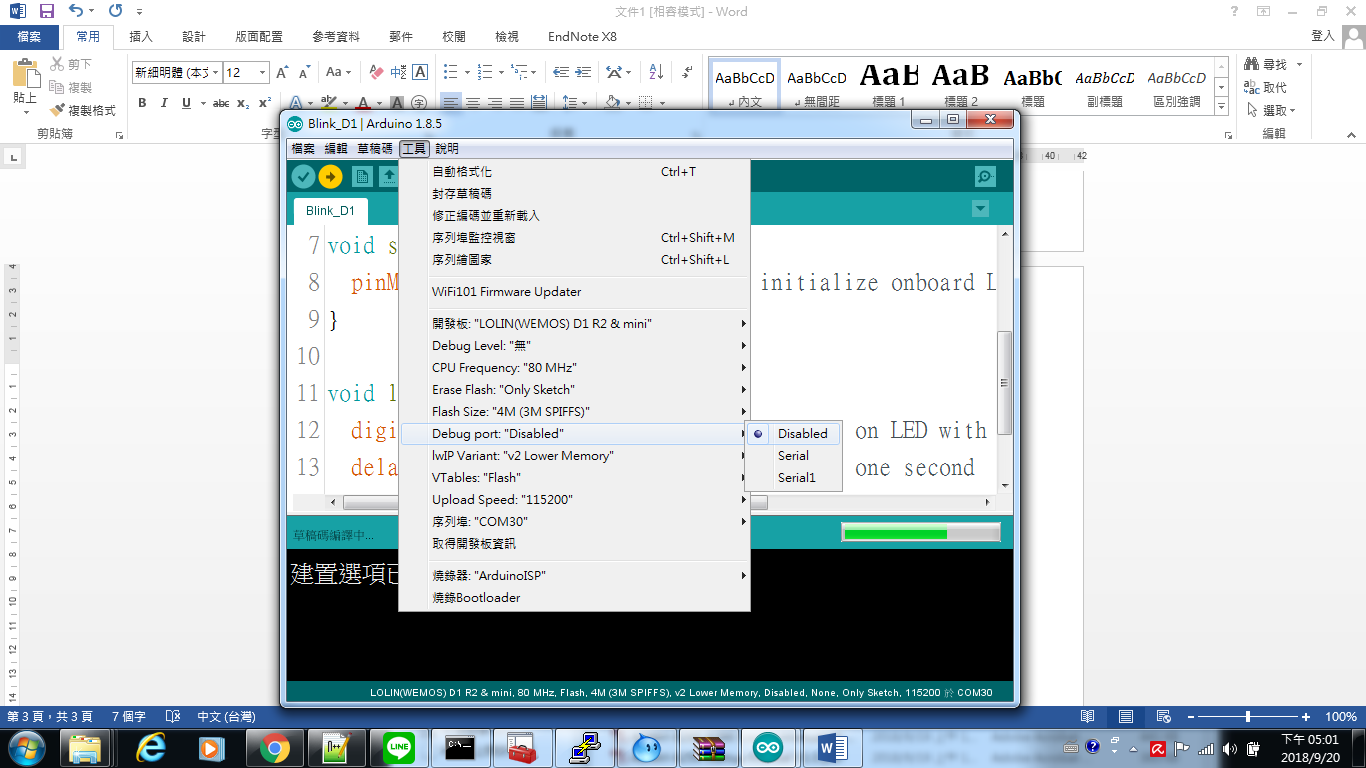 文件1 [相容模式] - Word
檔案 常用 插入 設計 版面配置 參考資料 郵件 校閱 檢視 EndNote X8 登入
貼上 剪下 新細明體 (本文 12 AaBbCcD AaBbCcD AaBb AaBb AaBbC AaBbCcD AaBbCcD 尋找
複製 取代
複製格式 B I U abc x₂ x² 內文 無間距 標題 1 標題 2 標題 副標題 區別強調 選取
剪貼簿 編輯
Blink_D1 | Arduino 1.8.5
檔案 編輯 草稿碼 工具 說明
Blink_D1
7 void s
8 pinM initialize onboard L
9 }
10
11 void l
12 digi on LED with
13 dela one second
自動格式化 Ctrl+T
封存草稿碼
修正編碼並重新載入
序列埠監控視窗 Ctrl+Shift+M
序列繪圖家 Ctrl+Shift+L
WiFi101 Firmware Updater
開發板: "LOLIN(WEMOS) D1 R2 & mini"
Debug Level: "無"
CPU Frequency: "80 MHz"
Erase Flash: "Only Sketch"
Flash Size: "4M (3M SPIFFS)"
Debug port: "Disabled"
lwIP Variant: "v2 Lower Memory"
VTables: "Flash"
Upload Speed: "115200"
序列埠: "COM30"
取得開發板資訊
燒錄器: "ArduinoISP"
燒錄Bootloader
Disabled
Serial
Serial1
草稿碼編譯中...
建置選項已
LOLIN(WEMOS) D1 R2 & mini, 80 MHz, Flash, 4M (3M SPIFFS), v2 Lower Memory, Disabled, None, Only Sketch, 115200 於 COM30
第 3 頁，共 3 頁 7 個字 中文 (台灣) 100%
LINE
下午 05:01
2018/9/20